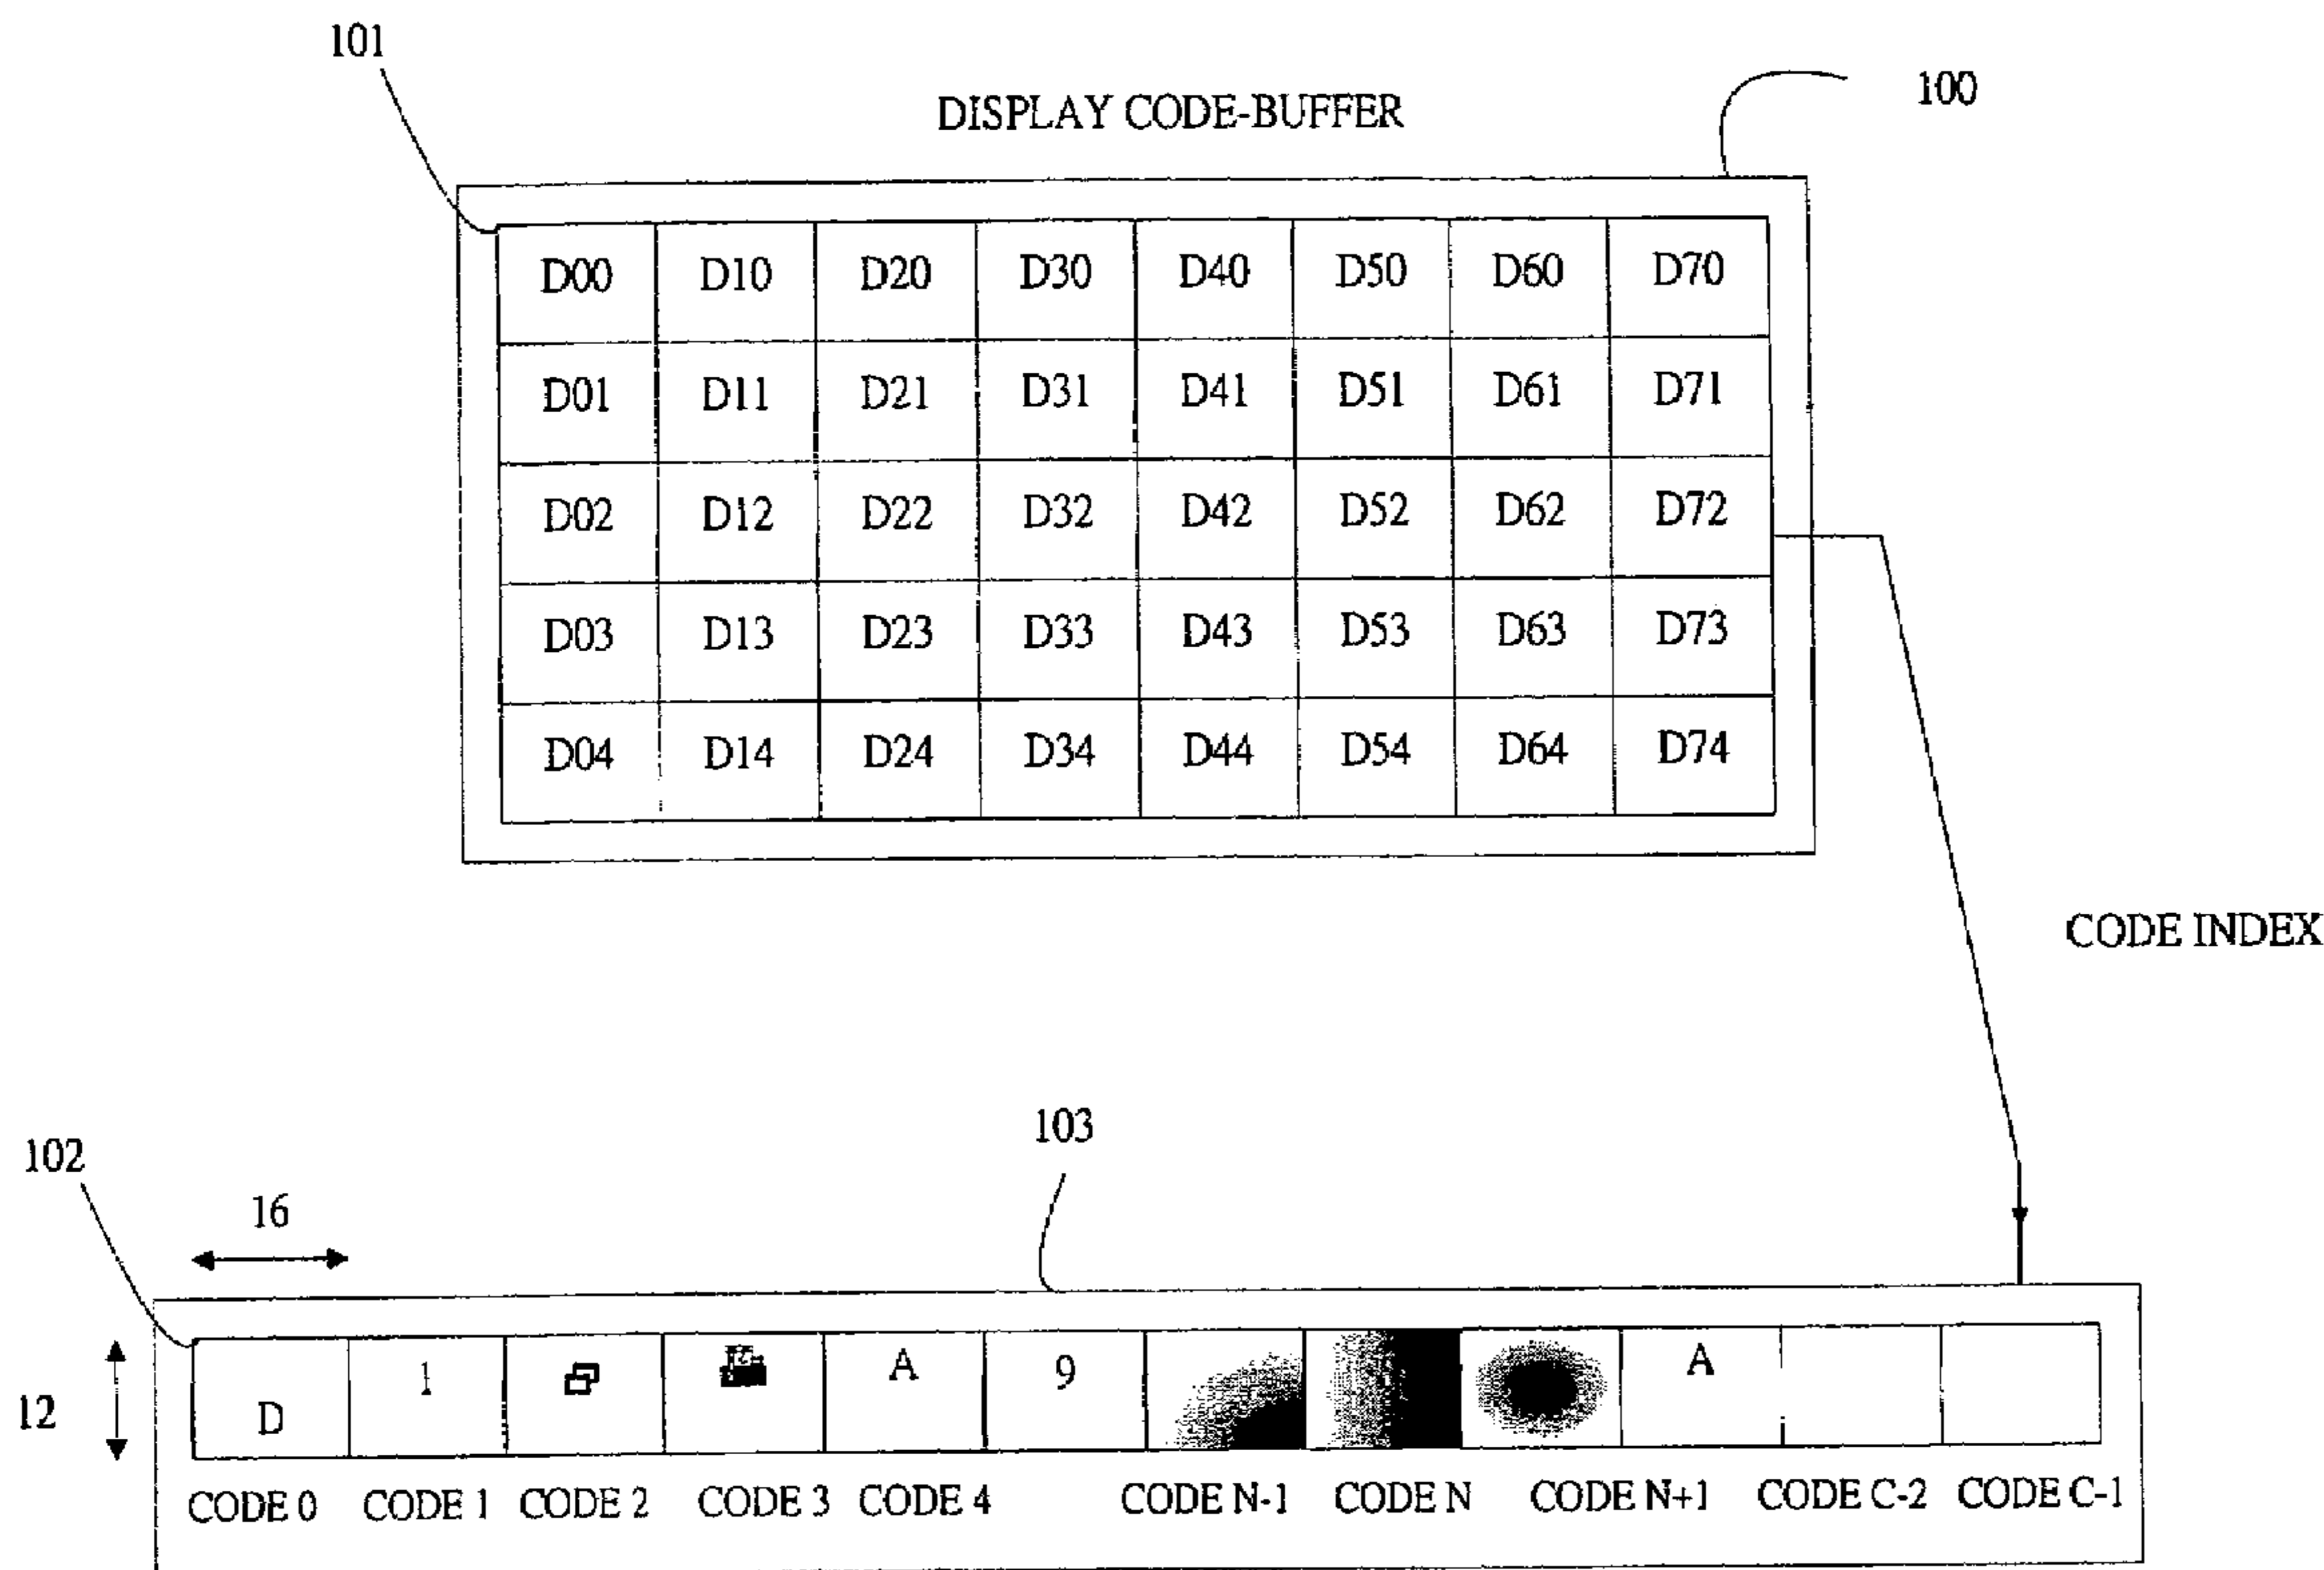 101
100
DISPLAY CODE-BUFFER
D00 D10 D20 D30 D40 D50 D60 D70
D01 D11 D21 D31 D41 D51 D61 D71
D02 D12 D22 D32 D42 D52 D62 D72
D03 D13 D23 D33 D43 D53 D63 D73
D04 D14 D24 D34 D44 D54 D64 D74
CODE INDEX
103
102
16
12
D 1 A 9 A
CODE 0 CODE 1 CODE 2 CODE 3 CODE 4 CODE N-1 CODE N CODE N+1 CODE C-2 CODE C-1